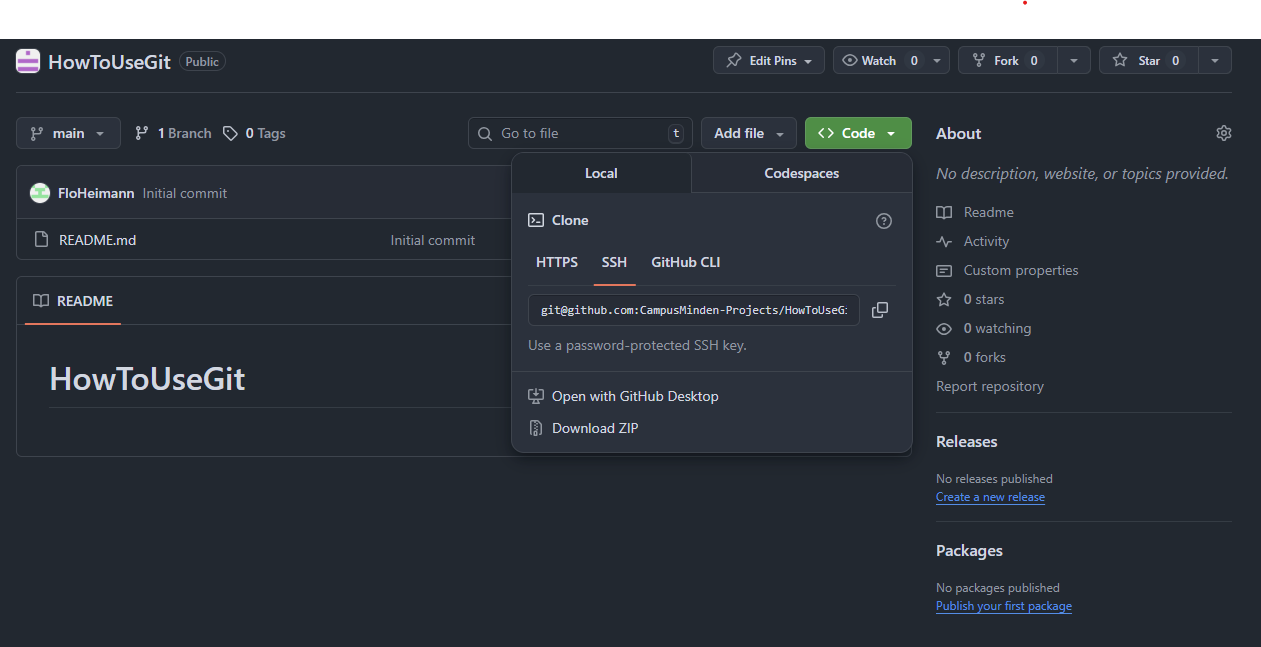 HowToUseGit Public Edit Pins Watch 0 Fork 0 Star 0
main 1 Branch 0 Tags Go to file t Add file <> Code
Local Codespaces
FloHeimann Initial commit
README.md Initial commit
Clone
HTTPS SSH GitHub CLI
git@github.com:CampusMinden-Projects/HowToUseGi
Use a password-protected SSH key.
Open with GitHub Desktop
Download ZIP
README
HowToUseGit
About
No description, website, or topics provided.
Readme
Activity
Custom properties
0 stars
0 watching
0 forks
Report repository
Releases
No releases published
Create a new release
Packages
No packages published
Publish your first package